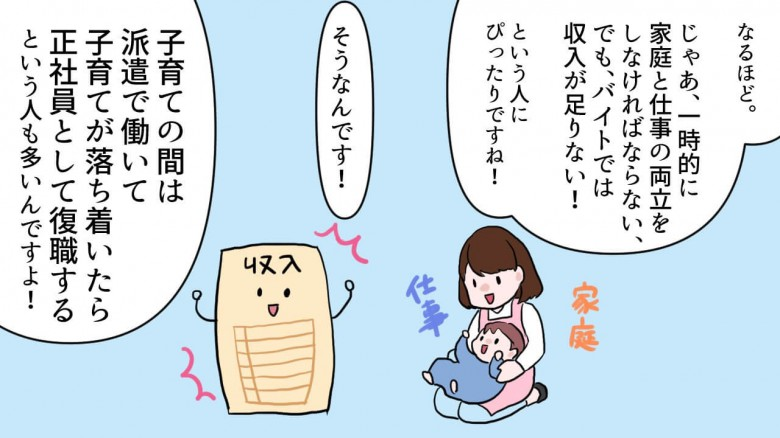 なるほど。
じゃあ、一時的に
家庭と仕事の両立を
しなければならない、
でも、バイトでは
収入が足りない！
という人に
ぴったりですね！
そうなんです！
子育ての間は
派遣で働いて
子育てが落ち着いたら
正社員として復職する
という人も多いんですよ！
収入
仕事
家庭